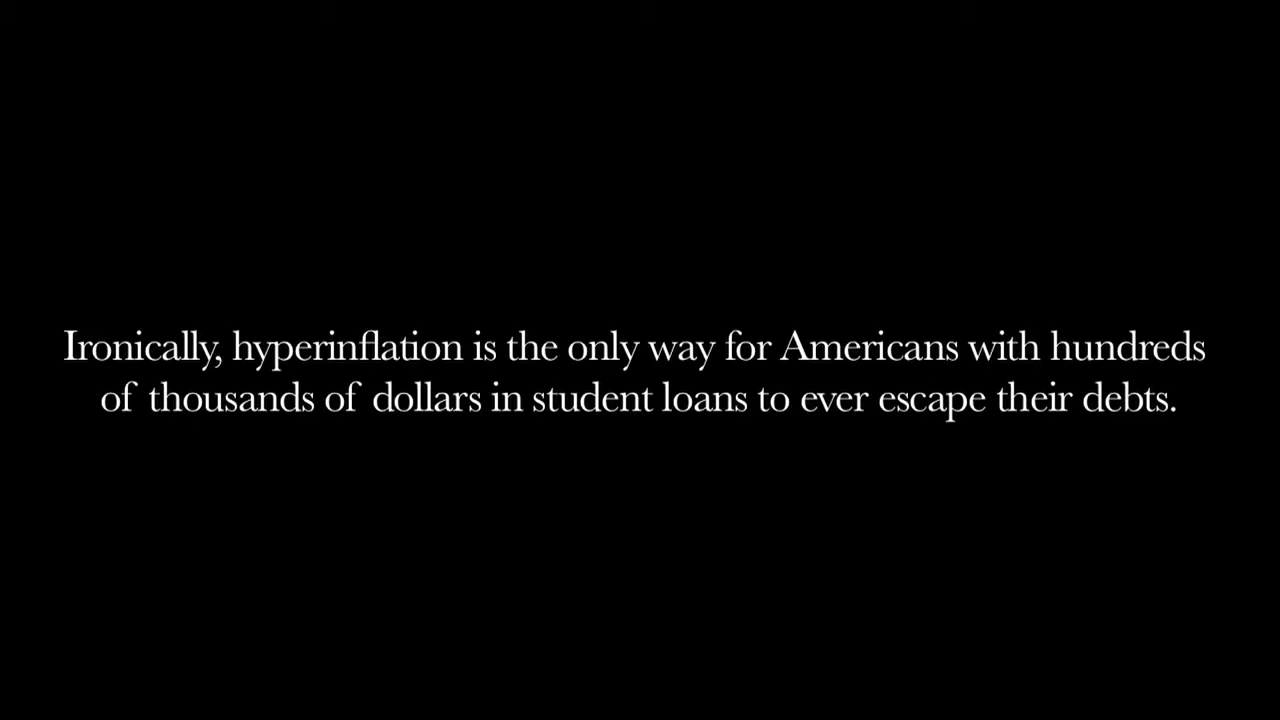 Ironically, hyperinflation is the only way for Americans with hundreds
of thousands of dollars in student loans to ever escape their debts.